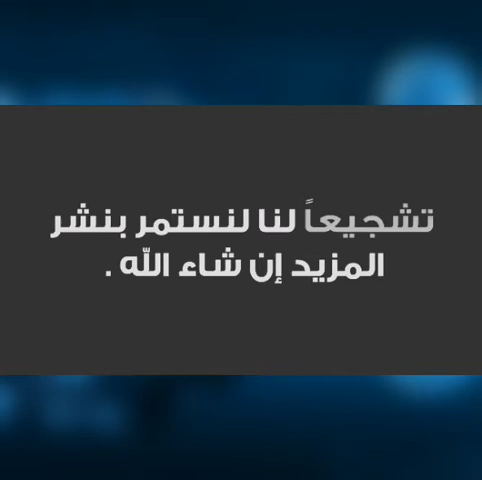 تشجيعاً لنا لنستمر بنشر
المزيد إن شاء الله .